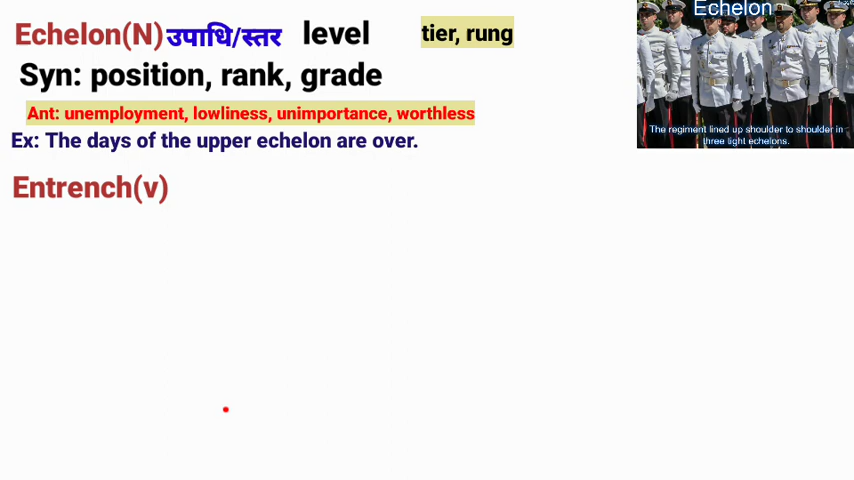 Echelon(N) उपाधि/स्तर level tier, rung
Syn: position, rank, grade
Ant: unemployment, lowliness, unimportance, worthless
Ex: The days of the upper echelon are over.
Entrench(v)
Echelon
The regiment lined up shoulder to shoulder in
three tight echelons.